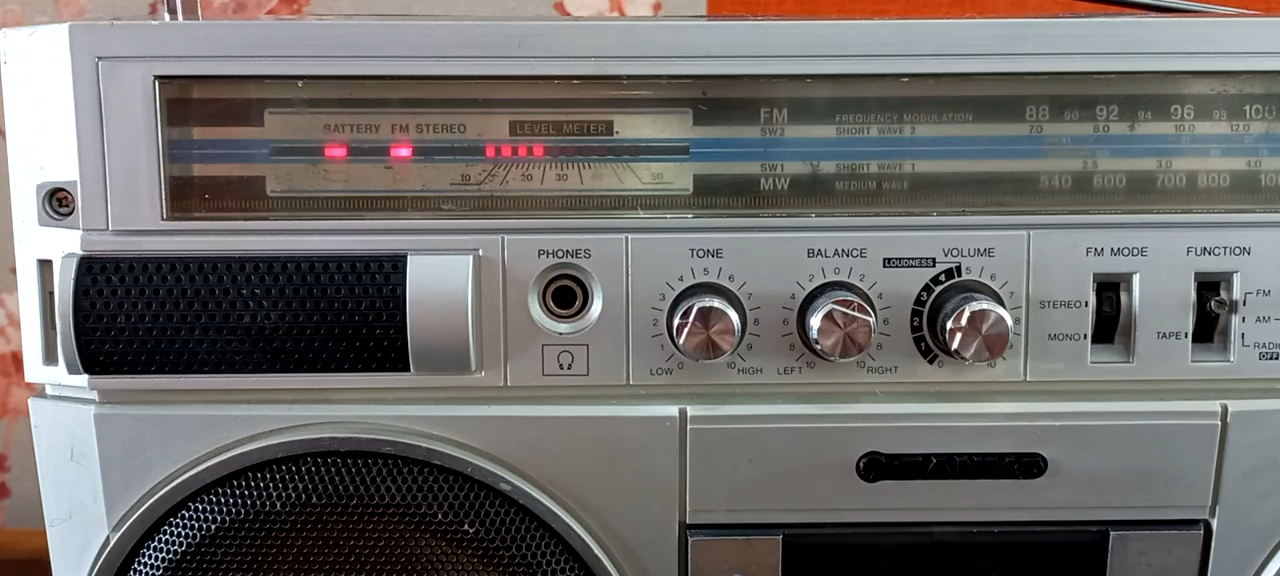 BATTERY FM STEREO LEVEL METER
10 20 30 40 50
FM FREQUENCY MODULATION 88 90 92 94 96 98 100
SW2 SHORT WAVE 2 7.0 8.0 10.0 12.0
SW1 SHORT WAVE 1 2.5 3.0 4.0
MW MEDIUM WAVE 540 600 700 800
PHONES
TONE
0 1 2 3 4 5 6 7 8 9 10
LOW HIGH
BALANCE
10 8 6 4 2 0 2 4 6 8 10
LEFT RIGHT
VOLUME
LOUDNESS
0 1 2 3 4 5 6 7 8 9 10
FM MODE
STEREO
MONO
FUNCTION
FM
AM
TAPE
RADIO
OFF